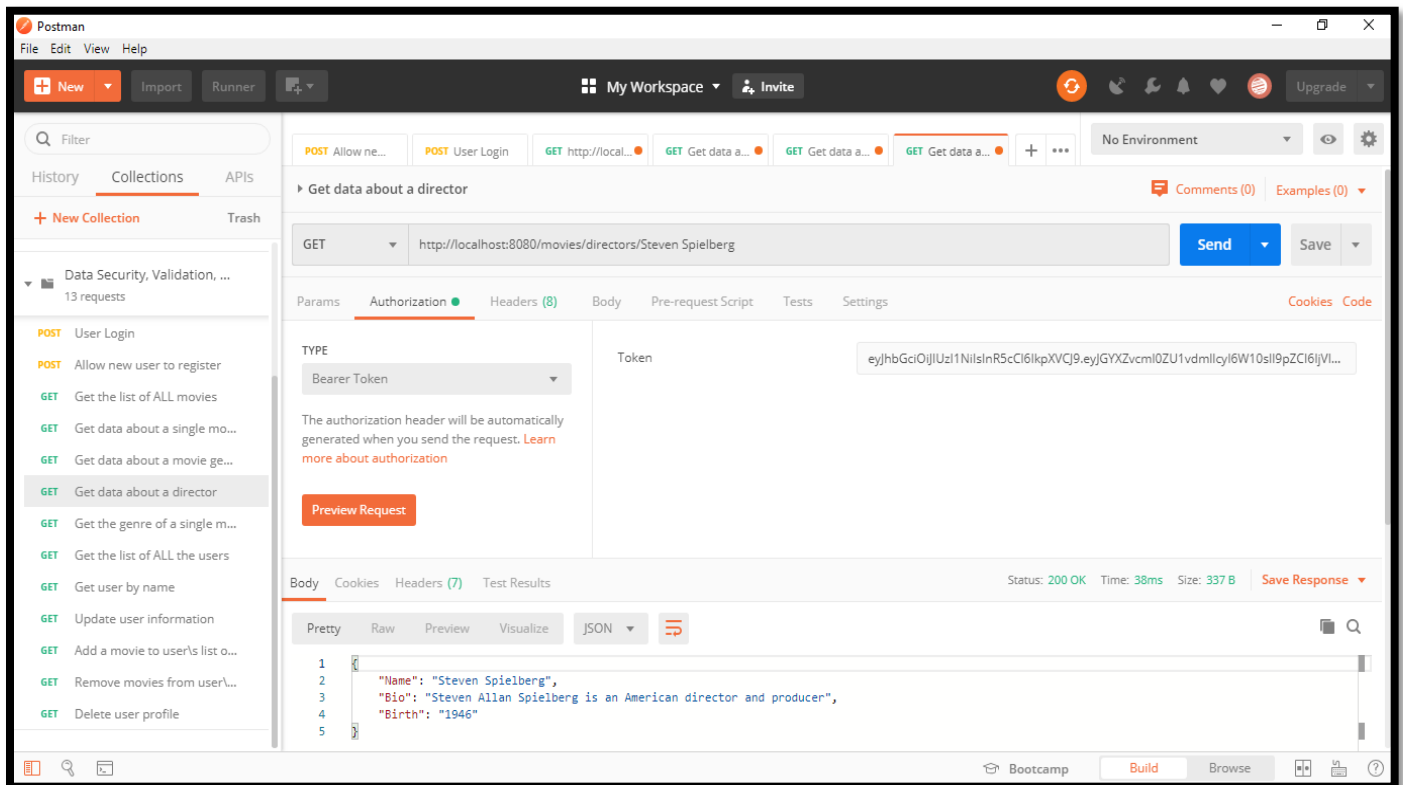 Postman
File Edit View Help
New Import Runner My Workspace Invite Upgrade
Filter
History Collections APIs
New Collection Trash
Data Security, Validation, ...
13 requests
POST User Login
POST Allow new user to register
GET Get the list of ALL movies
GET Get data about a single mo...
GET Get data about a movie ge...
GET Get data about a director
GET Get the genre of a single m...
GET Get the list of ALL the users
GET Get user by name
GET Update user information
GET Add a movie to user\s list o...
GET Remove movies from user\...
GET Delete user profile
POST Allow ne... POST User Login GET http://local... GET Get data a... GET Get data a... GET Get data a... + ••• No Environment
Get data about a director Comments (0) Examples (0)
GET http://localhost:8080/movies/directors/Steven Spielberg Send Save
Params Authorization Headers (8) Body Pre-request Script Tests Settings Cookies Code
TYPE
Bearer Token
The authorization header will be automatically
generated when you send the request. Learn
more about authorization
Preview Request
Token
Body Cookies Headers (7) Test Results Status: 200 OK Time: 38ms Size: 337 B Save Response
Pretty Raw Preview Visualize JSON
1 {
2 "Name": "Steven Spielberg",
3 "Bio": "Steven Allan Spielberg is an American director and producer",
4 "Birth": "1946"
5 }
Bootcamp Build Browse ?